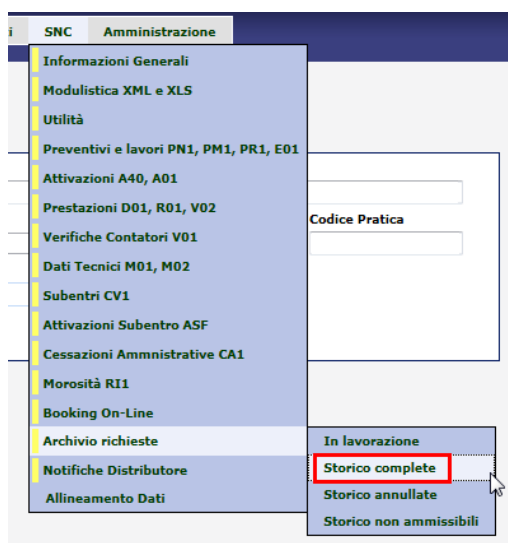 i SNC Amministrazione
Informazioni Generali
Modulistica XML e XLS
Utilità
Preventivi e lavori PN1, PM1, PR1, E01
Attivazioni A40, A01
Prestazioni D01, R01, V02
Codice Pratica
Verifiche Contatori V01
Dati Tecnici M01, M02
Subentri CV1
Attivazioni Subentro ASF
Cessazioni Ammnistrative CA1
Morosità RI1
Booking On-Line
Archivio richieste
In lavorazione
Notifiche Distributore
Storico complete
Allineamento Dati
Storico annullate
Storico non ammissibili